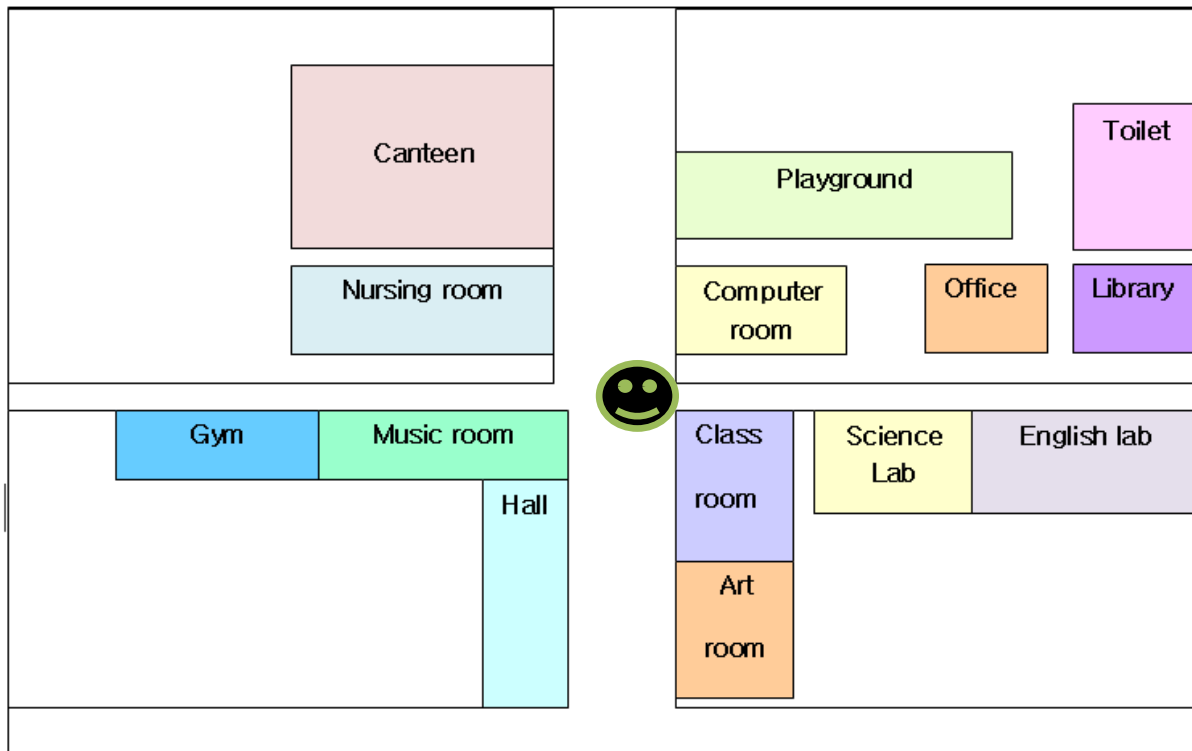 Canteen
Toilet
Playground
Nursing room
Computer
room
Office
Library
Gym
Music room
Hall
Class
room
Science
Lab
English lab
Art
room